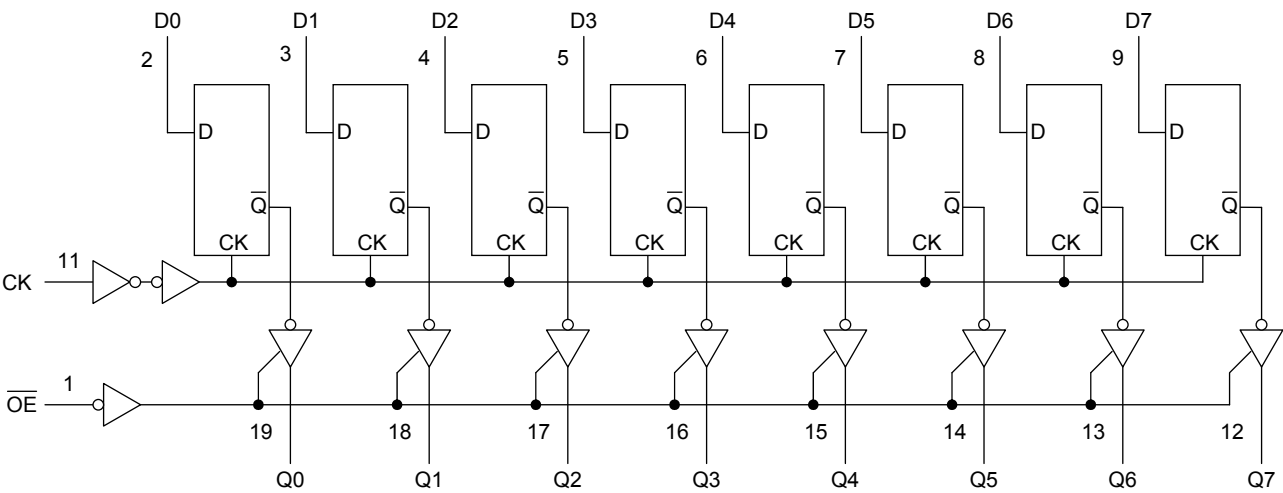 D0 D1 D2 D3 D4 D5 D6 D7
2 3 4 5 6 7 8 9
D D D D D D D D
Q̅ Q̅ Q̅ Q̅ Q̅ Q̅ Q̅ Q̅
CK CK CK CK CK CK CK CK
11
CK
1
O̅E̅
19 18 17 16 15 14 13 12
Q0 Q1 Q2 Q3 Q4 Q5 Q6 Q7